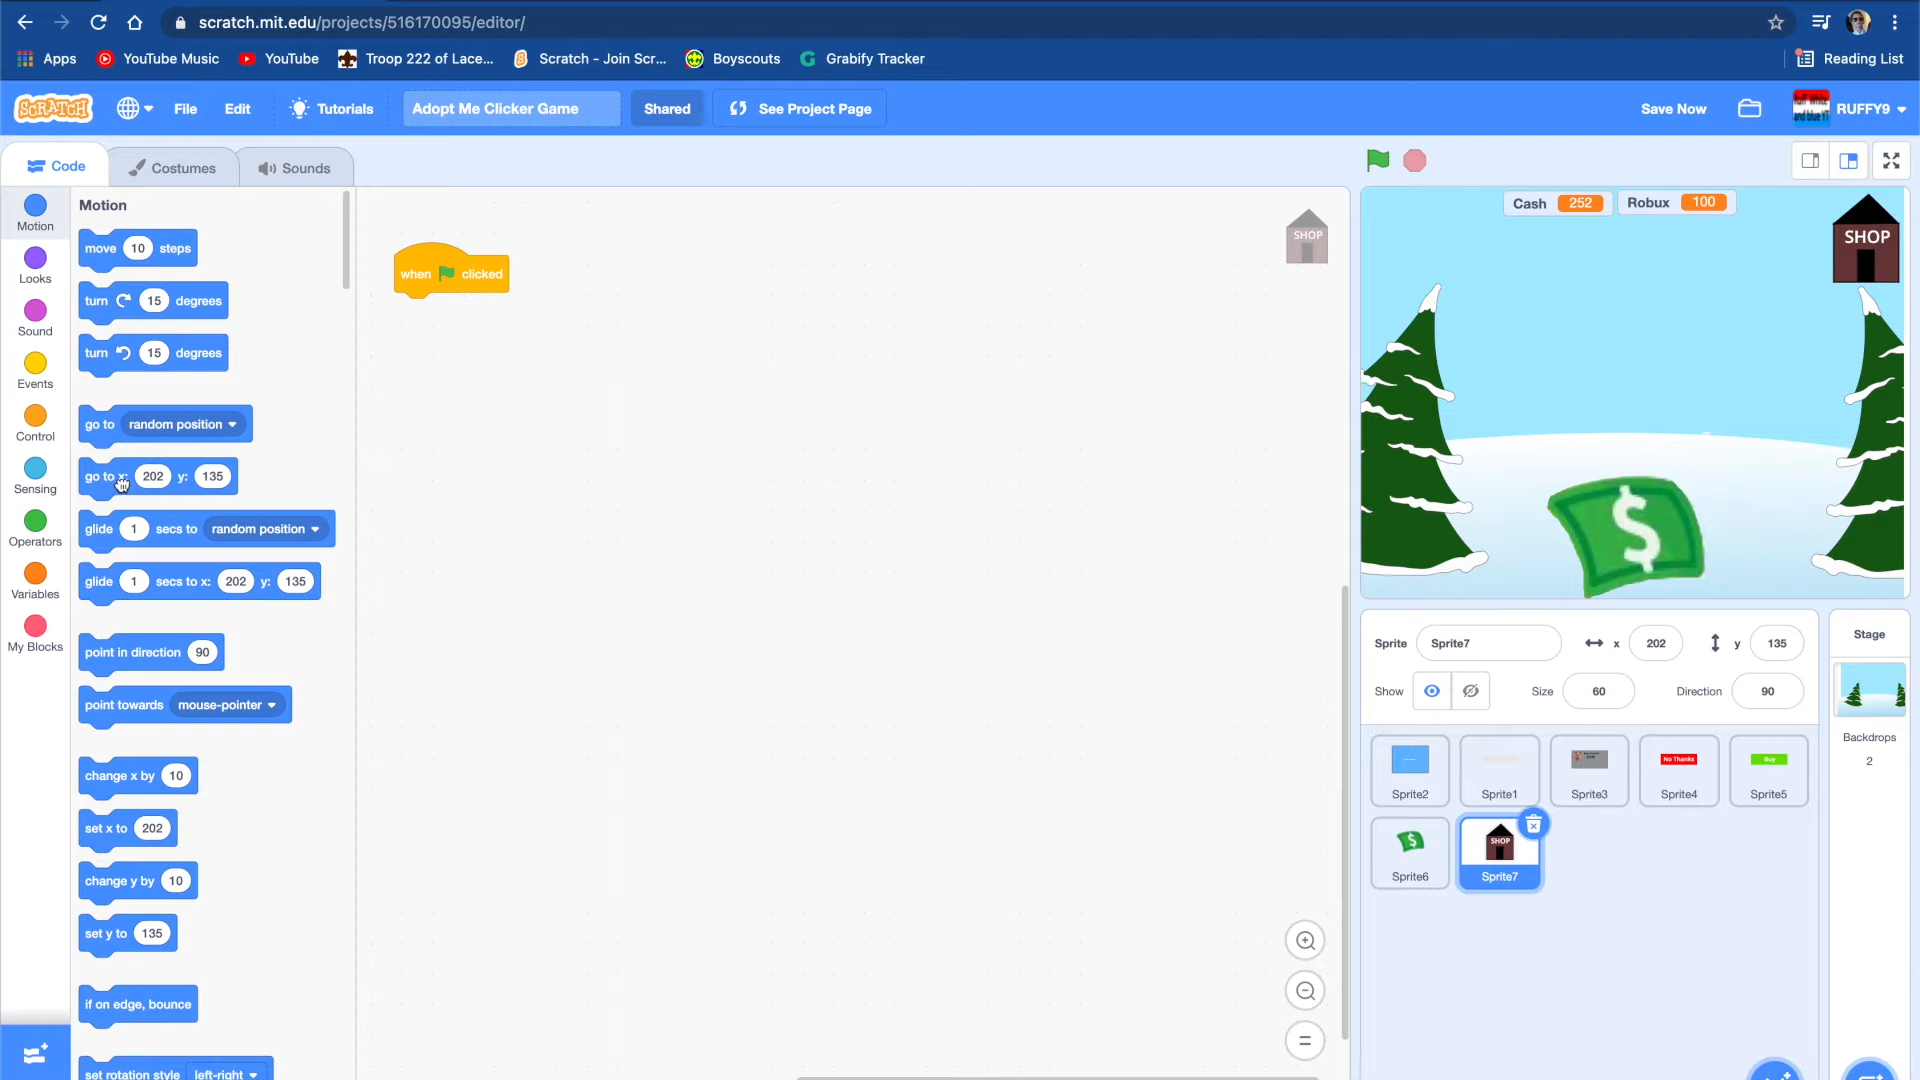 scratch.mit.edu/projects/516170095/editor/
Apps YouTube Music YouTube Troop 222 of Lace... Scratch - Join Scr... Boyscouts Grabify Tracker Reading List
SCRATCH File Edit Tutorials Adopt Me Clicker Game Shared See Project Page Save Now RUFFY9
Code Costumes Sounds
Motion
Looks
Sound
Events
Control
Sensing
Operators
Variables
My Blocks
Motion
move 10 steps
turn 15 degrees
turn 15 degrees
go to random position
go to x: 202 y: 135
glide 1 secs to random position
glide 1 secs to x: 202 y: 135
point in direction 90
point towards mouse-pointer
change x by 10
set x to 202
change y by 10
set y to 135
if on edge, bounce
set rotation style left-right
when clicked
SHOP
Cash 252 Robux 100
SHOP
$
Sprite Sprite7 x 202 y 135
Show Size 60 Direction 90
No Thanks Buy
Sprite2 Sprite1 Sprite3 Sprite4 Sprite5
$ SHOP
Sprite6 Sprite7
Stage
Backdrops
2